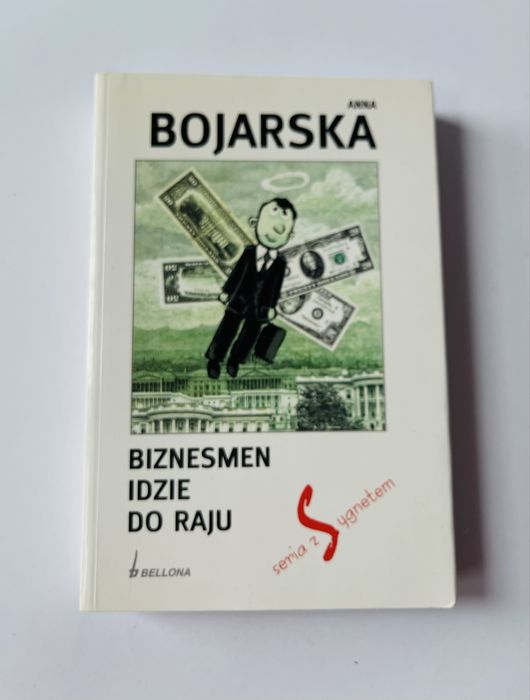 ANNA
BOJARSKA
BIZNESMEN
IDZIE
DO RAJU
seria z Sygnetem
BELLONA